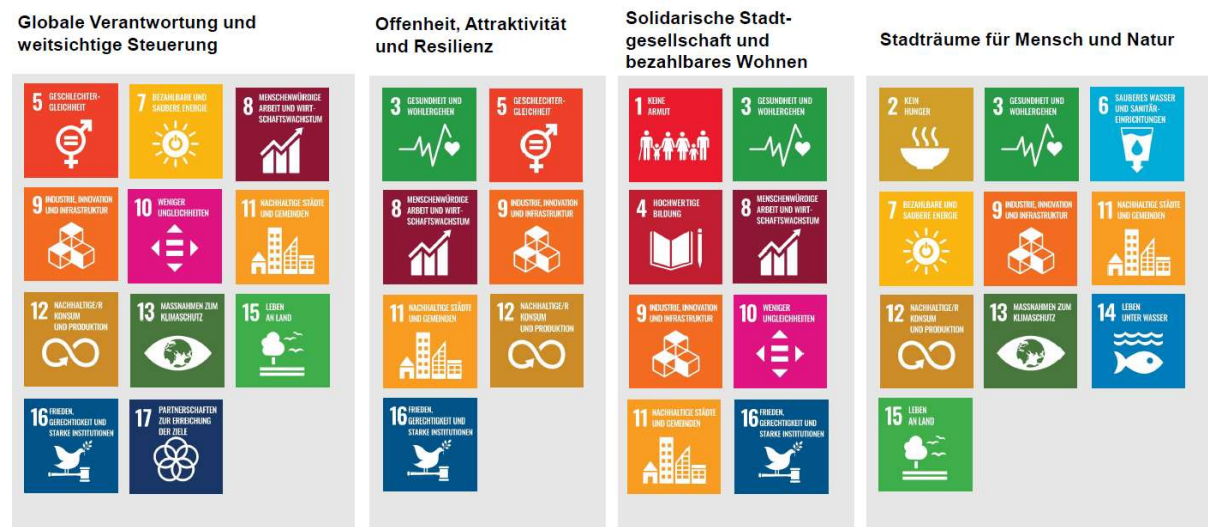 Globale Verantwortung und
weitsichtige Steuerung
5 GESCHLECHTER-
GLEICHHEIT
7 BEZAHLBARE UND
SAUBERE ENERGIE
8 MENSCHENWÜRDIGE
ARBEIT UND WIRT-
SCHAFTSWACHSTUM
9 INDUSTRIE, INNOVATION
UND INFRASTRUKTUR
10 WENIGER
UNGLEICHHEITEN
11 NACHHALTIGE STÄDTE
UND GEMEINDEN
12 NACHHALTIGE/R
KONSUM
UND PRODUKTION
13 MASSNAHMEN ZUM
KLIMASCHUTZ
15 LEBEN
AN LAND
16 FRIEDEN,
GERECHTIGKEIT UND
STARKE INSTITUTIONEN
17 PARTNERSCHAFTEN
ZUR ERREICHUNG
DER ZIELE
Offenheit, Attraktivität
und Resilienz
3 GESUNDHEIT UND
WOHLERGEHEN
5 GESCHLECHTER-
GLEICHHEIT
8 MENSCHENWÜRDIGE
ARBEIT UND WIRT-
SCHAFTSWACHSTUM
9 INDUSTRIE, INNOVATION
UND INFRASTRUKTUR
11 NACHHALTIGE STÄDTE
UND GEMEINDEN
12 NACHHALTIGE/R
KONSUM
UND PRODUKTION
16 FRIEDEN,
GERECHTIGKEIT UND
STARKE INSTITUTIONEN
Solidarische Stadt-
gesellschaft und
bezahlbares Wohnen
1 KEINE
ARMUT
3 GESUNDHEIT UND
WOHLERGEHEN
4 HOCHWERTIGE
BILDUNG
8 MENSCHENWÜRDIGE
ARBEIT UND WIRT-
SCHAFTSWACHSTUM
9 INDUSTRIE, INNOVATION
UND INFRASTRUKTUR
10 WENIGER
UNGLEICHHEITEN
11 NACHHALTIGE STÄDTE
UND GEMEINDEN
16 FRIEDEN,
GERECHTIGKEIT UND
STARKE INSTITUTIONEN
Stadträume für Mensch und Natur
2 KEIN
HUNGER
3 GESUNDHEIT UND
WOHLERGEHEN
6 SAUBERES WASSER
UND SANITÄR-
EINRICHTUNGEN
7 BEZAHLBARE UND
SAUBERE ENERGIE
9 INDUSTRIE, INNOVATION
UND INFRASTRUKTUR
11 NACHHALTIGE STÄDTE
UND GEMEINDEN
12 NACHHALTIGE/R
KONSUM
UND PRODUKTION
13 MASSNAHMEN ZUM
KLIMASCHUTZ
14 LEBEN
UNTER WASSER
15 LEBEN
AN LAND